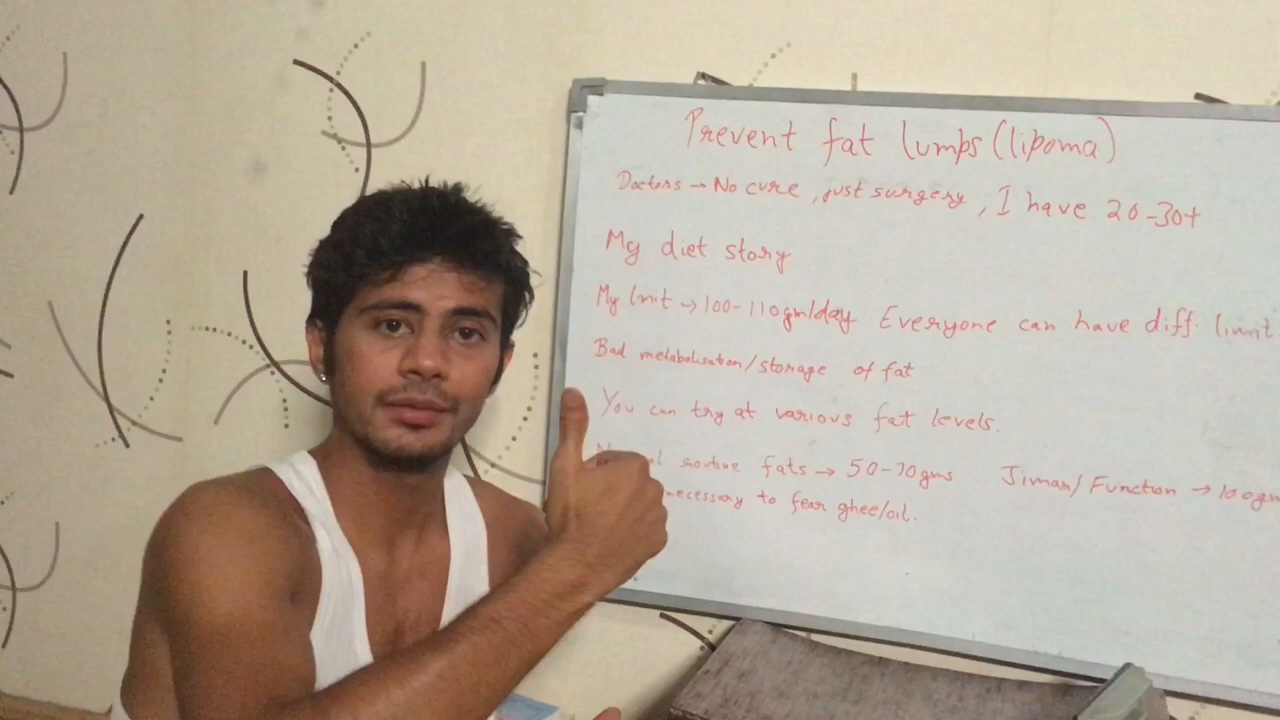 Prevent fat lumps (lipoma)
Doctors → No cure, just surgery, I have 20-30+
My diet story
My limit → 100-110gm/day Everyone can have diff. limit
Bad metabolisation/storage of fat
You can try at various fat levels.
routine fats → 50-70gms Jiman/Function → 100gm
necessary to fear ghee/oil.